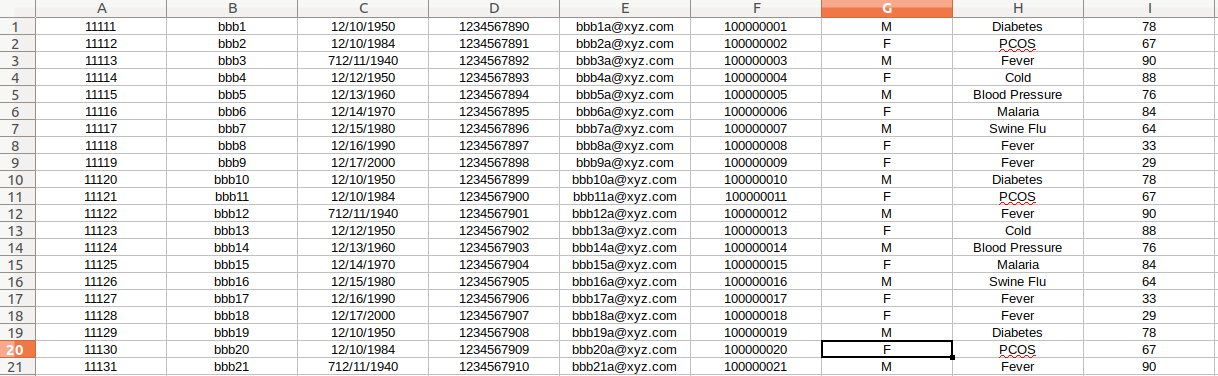 A B C D E F G H I
1 11111 bbb1 12/10/1950 1234567890 bbb1a@xyz.com 100000001 M Diabetes 78
2 11112 bbb2 12/10/1984 1234567891 bbb2a@xyz.com 100000002 F PCOS 67
3 11113 bbb3 712/11/1940 1234567892 bbb3a@xyz.com 100000003 M Fever 90
4 11114 bbb4 12/12/1950 1234567893 bbb4a@xyz.com 100000004 F Cold 88
5 11115 bbb5 12/13/1960 1234567894 bbb5a@xyz.com 100000005 M Blood Pressure 76
6 11116 bbb6 12/14/1970 1234567895 bbb6a@xyz.com 100000006 F Malaria 84
7 11117 bbb7 12/15/1980 1234567896 bbb7a@xyz.com 100000007 M Swine Flu 64
8 11118 bbb8 12/16/1990 1234567897 bbb8a@xyz.com 100000008 F Fever 33
9 11119 bbb9 12/17/2000 1234567898 bbb9a@xyz.com 100000009 F Fever 29
10 11120 bbb10 12/10/1950 1234567899 bbb10a@xyz.com 100000010 M Diabetes 78
11 11121 bbb11 12/10/1984 1234567900 bbb11a@xyz.com 100000011 F PCOS 67
12 11122 bbb12 712/11/1940 1234567901 bbb12a@xyz.com 100000012 M Fever 90
13 11123 bbb13 12/12/1950 1234567902 bbb13a@xyz.com 100000013 F Cold 88
14 11124 bbb14 12/13/1960 1234567903 bbb14a@xyz.com 100000014 M Blood Pressure 76
15 11125 bbb15 12/14/1970 1234567904 bbb15a@xyz.com 100000015 F Malaria 84
16 11126 bbb16 12/15/1980 1234567905 bbb16a@xyz.com 100000016 M Swine Flu 64
17 11127 bbb17 12/16/1990 1234567906 bbb17a@xyz.com 100000017 F Fever 33
18 11128 bbb18 12/17/2000 1234567907 bbb18a@xyz.com 100000018 F Fever 29
19 11129 bbb19 12/10/1950 1234567908 bbb19a@xyz.com 100000019 M Diabetes 78
20 11130 bbb20 12/10/1984 1234567909 bbb20a@xyz.com 100000020 F PCOS 67
21 11131 bbb21 712/11/1940 1234567910 bbb21a@xyz.com 100000021 M Fever 90